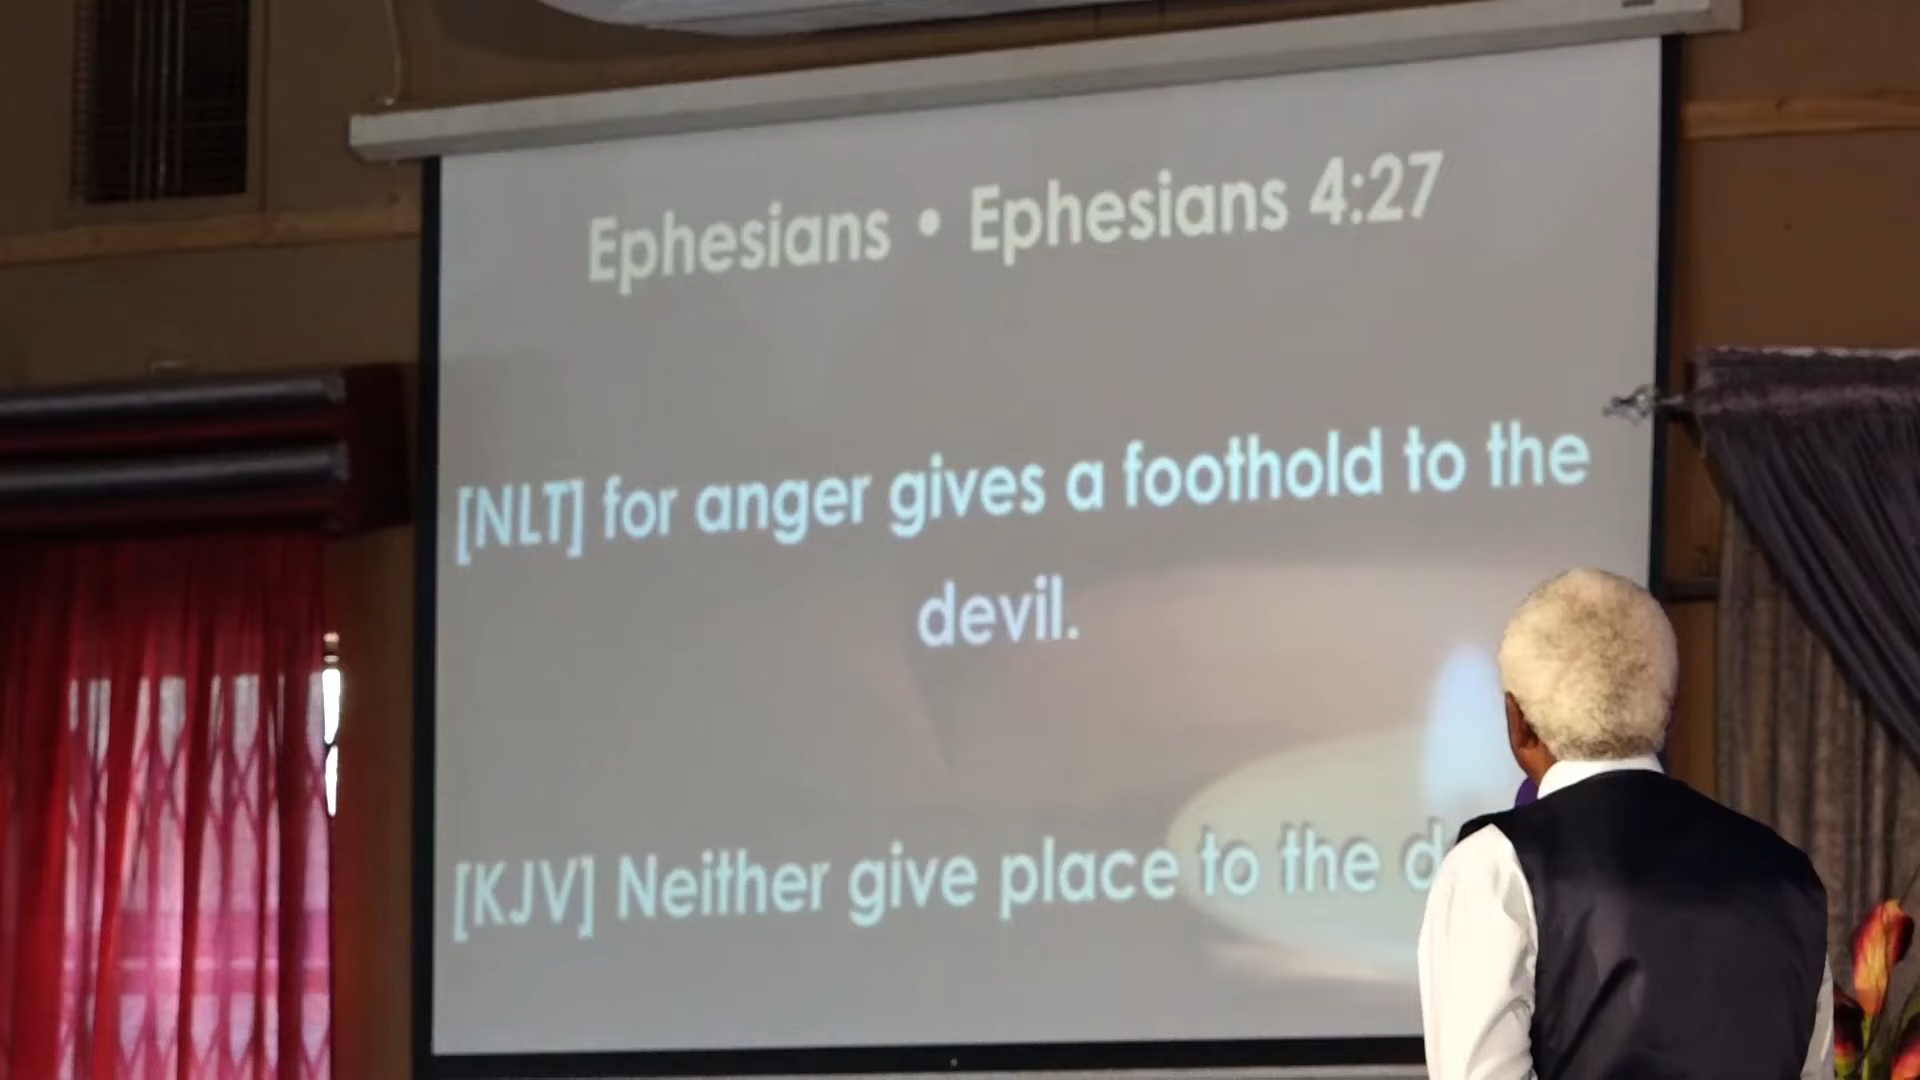 Ephesians • Ephesians 4:27
[NLT] for anger gives a foothold to the
devil.
[KJV] Neither give place to the